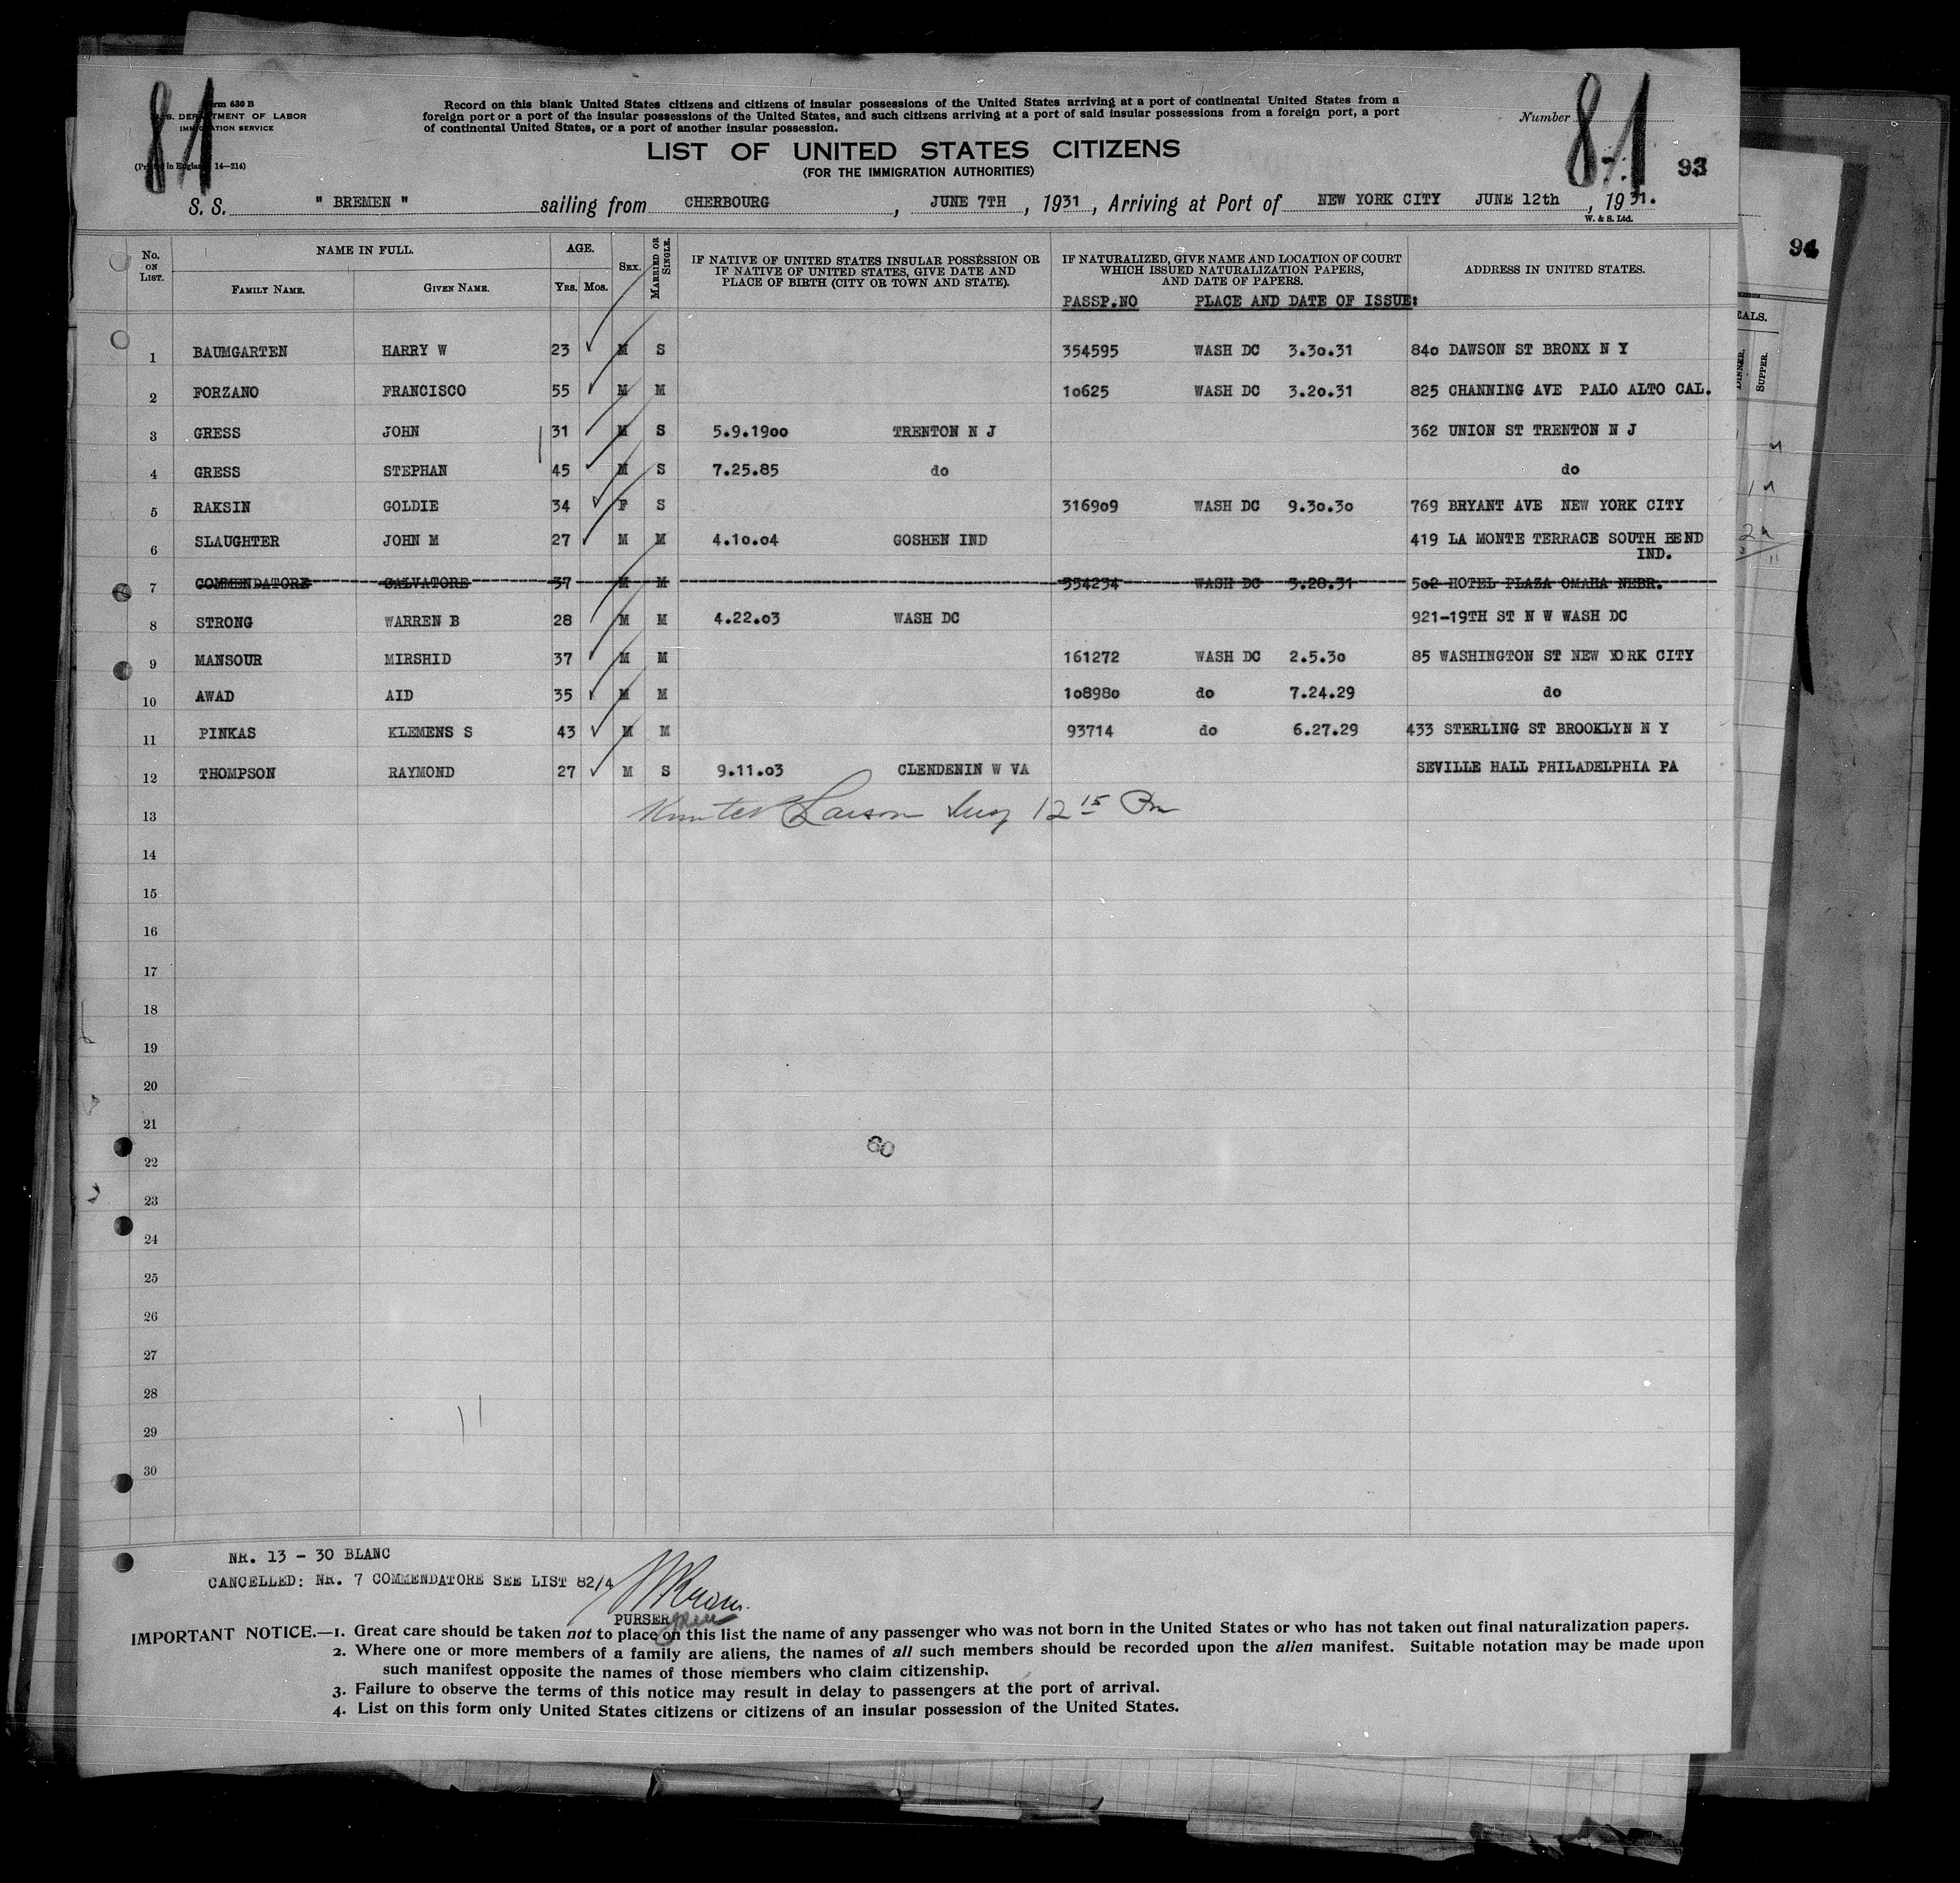 81
Form 630 B
U.S. DEPARTMENT OF LABOR
IMMIGRATION SERVICE
(Printed in England 14—214)
Record on this blank United States citizens and citizens of insular possessions of the United States arriving at a port of continental United States from a
foreign port or a port of the insular possessions of the United States, and such citizens arriving at a port of said insular possessions from a foreign port, a port
of continental United States, or a port of another insular possession.
Number 81 93
LIST OF UNITED STATES CITIZENS
(FOR THE IMMIGRATION AUTHORITIES)
S. S. " BREMEN " sailing from CHERBOURG, JUNE 7TH, 1931, Arriving at Port of NEW YORK CITY JUNE 12th, 1931.
W. & S. Ltd.
No. ON LIST. NAME IN FULL. FAMILY NAME. GIVEN NAME. AGE. Yrs. Mos. SEX. MARRIED OR SINGLE.
IF NATIVE OF UNITED STATES INSULAR POSSESSION OR
IF NATIVE OF UNITED STATES, GIVE DATE AND
PLACE OF BIRTH (CITY OR TOWN AND STATE).
IF NATURALIZED, GIVE NAME AND LOCATION OF COURT
WHICH ISSUED NATURALIZATION PAPERS,
AND DATE OF PAPERS.
PASSP.NO PLACE AND DATE OF ISSUE:
ADDRESS IN UNITED STATES.
1 BAUMGARTEN HARRY W 23 M S 354595 WASH DC 3.30.31 840 DAWSON ST BRONX N Y
2 FORZANO FRANCISCO 55 M M 10625 WASH DC 3.20.31 825 CHANNING AVE PALO ALTO CAL.
3 GRESS JOHN 31 M S 5.9.1900 TRENTON N J 362 UNION ST TRENTON N J
4 GRESS STEPHAN 45 M S 7.25.85 do do
5 RAKSIN GOLDIE 34 F S 316909 WASH DC 9.30.30 769 BRYANT AVE NEW YORK CITY
6 SLAUGHTER JOHN M 27 M M 4.10.04 GOSHEN IND 419 LA MONTE TERRACE SOUTH BEND
IND.
7 COMMENDATORE SALVATORE 37 M M 354234 WASH DC 3.28.31 502 HOTEL PLAZA OMAHA NEBR.
8 STRONG WARREN B 28 M M 4.22.03 WASH DC 921-19TH ST N W WASH DC
9 MANSOUR MIRSHID 37 M M 161272 WASH DC 2.5.30 85 WASHINGTON ST NEW YORK CITY
10 AWAD AID 35 M M 108980 do 7.24.29 do
11 PINKAS KLEMENS S 43 M M 93714 do 6.27.29 433 STERLING ST BROOKLYN N Y
12 THOMPSON RAYMOND 27 M S 9.11.03 CLENDENIN W VA SEVILLE HALL PHILADELPHIA PA
13 Larson 12 15 Pm
14
15
16
17
18
19
20
21
60
22
23
24
25
26
27
28
29
30
NR. 13 - 30 BLANC
CANCELLED: NR. 7 COMMENDATORE SEE LIST 82/4
PURSER
IMPORTANT NOTICE.—1. Great care should be taken not to place on this list the name of any passenger who was not born in the United States or who has not taken out final naturalization papers.
2. Where one or more members of a family are aliens, the names of all such members should be recorded upon the alien manifest. Suitable notation may be made upon
such manifest opposite the names of those members who claim citizenship.
3. Failure to observe the terms of this notice may result in delay to passengers at the port of arrival.
4. List on this form only United States citizens or citizens of an insular possession of the United States.
94
EALS.
DINNER.
SUPPER.